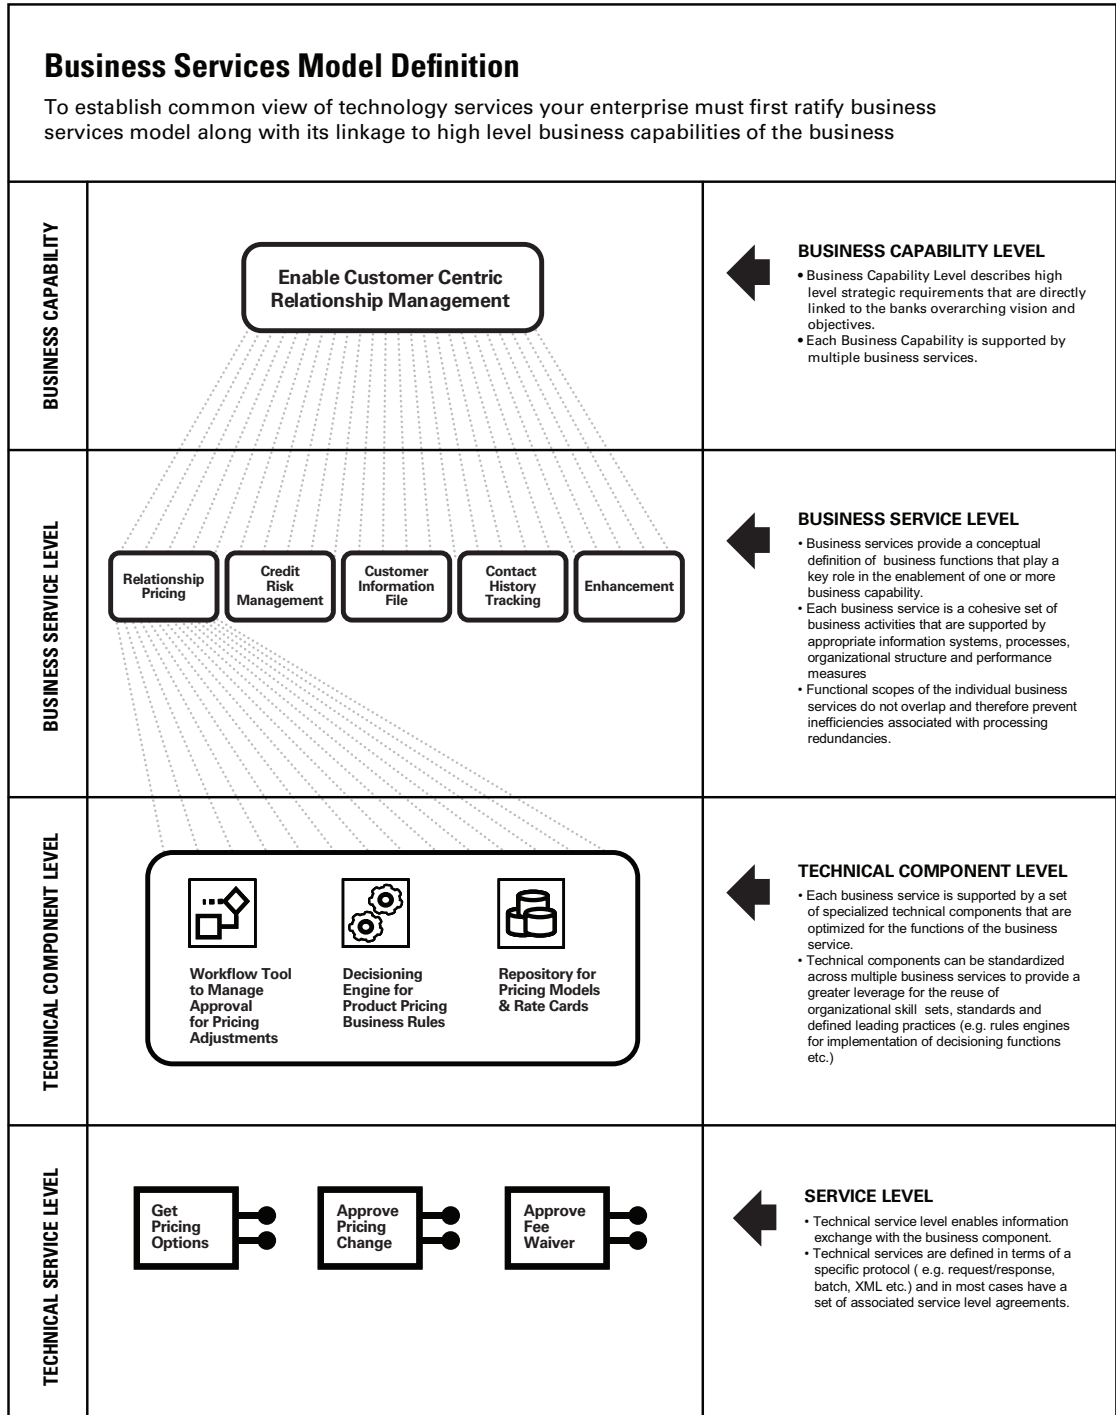 Business Services Model Definition
To establish common view of technology services your enterprise must first ratify business
services model along with its linkage to high level business capabilities of the business
BUSINESS CAPABILITY
Enable Customer Centric
Relationship Management
BUSINESS CAPABILITY LEVEL
• Business Capability Level describes high
level strategic requirements that are directly
linked to the banks overarching vision and
objectives.
• Each Business Capability is supported by
multiple business services.
BUSINESS SERVICE LEVEL
Relationship
Pricing
Credit
Risk
Management
Customer
Information
File
Contact
History
Tracking
Enhancement
BUSINESS SERVICE LEVEL
• Business services provide a conceptual
definition of business functions that play a
key role in the enablement of one or more
business capability.
• Each business service is a cohesive set of
business activities that are supported by
appropriate information systems, processes,
organizational structure and performance
measures
• Functional scopes of the individual business
services do not overlap and therefore prevent
inefficiencies associated with processing
redundancies.
TECHNICAL COMPONENT LEVEL
Workflow Tool
to Manage
Approval
for Pricing
Adjustments
Decisioning
Engine for
Product Pricing
Business Rules
Repository for
Pricing Models
& Rate Cards
TECHNICAL COMPONENT LEVEL
• Each business service is supported by a set
of specialized technical components that are
optimized for the functions of the business
service.
• Technical components can be standardized
across multiple business services to provide a
greater leverage for the reuse of
organizational skill sets, standards and
defined leading practices (e.g. rules engines
for implementation of decisioning functions
etc.)
TECHNICAL SERVICE LEVEL
Get
Pricing
Options
Approve
Pricing
Change
Approve
Fee
Waiver
SERVICE LEVEL
• Technical service level enables information
exchange with the business component.
• Technical services are defined in terms of a
specific protocol ( e.g. request/response,
batch, XML etc.) and in most cases have a
set of associated service level agreements.